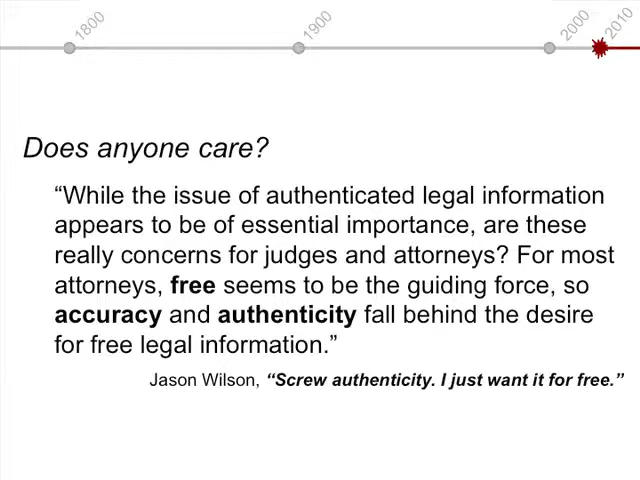 1800
1900
2000
2010
Does anyone care?
“While the issue of authenticated legal information
appears to be of essential importance, are these
really concerns for judges and attorneys? For most
attorneys, free seems to be the guiding force, so
accuracy and authenticity fall behind the desire
for free legal information.”
Jason Wilson, “Screw authenticity. I just want it for free.”